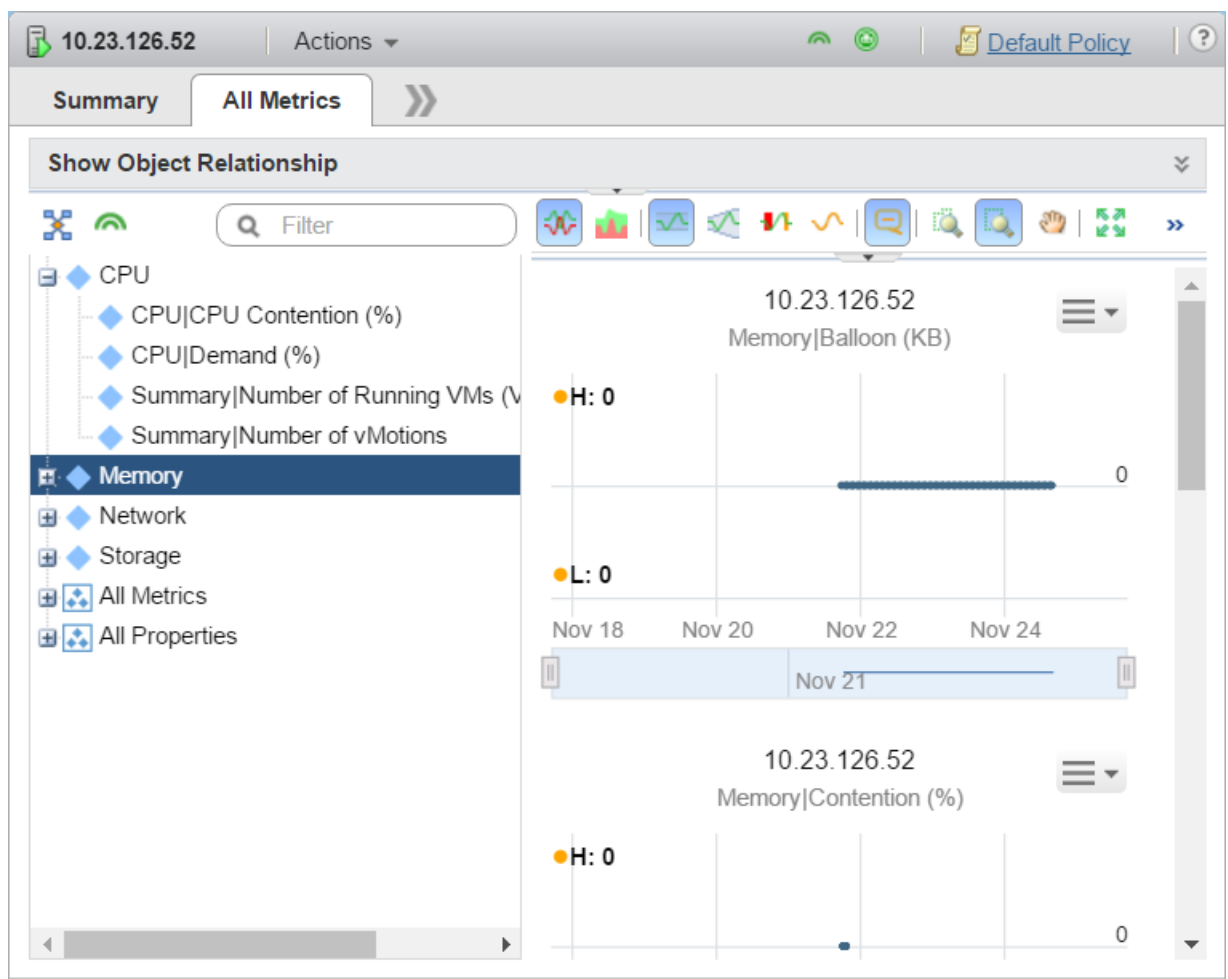 10.23.126.52 Actions Default Policy ?
Summary All Metrics
Show Object Relationship
Filter
CPU
CPU|CPU Contention (%)
CPU|Demand (%)
Summary|Number of Running VMs (V
Summary|Number of vMotions
Memory
Network
Storage
All Metrics
All Properties
10.23.126.52
Memory|Balloon (KB)
H: 0
0
L: 0
Nov 18 Nov 20 Nov 22 Nov 24
Nov 21
10.23.126.52
Memory|Contention (%)
H: 0
0